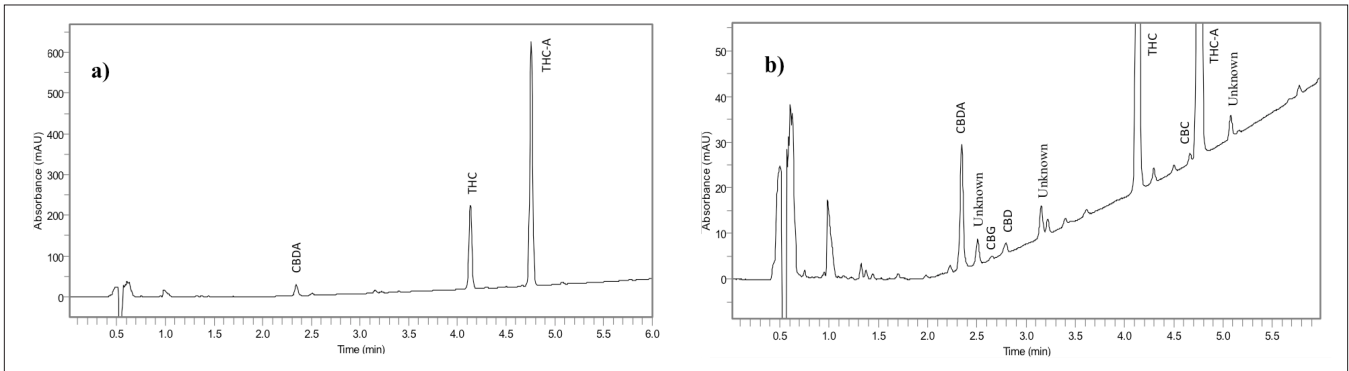 a)
Absorbance (mAU)
600
500
400
300
200
100
0
CBDA
THC
THC-A
0.5 1.0 1.5 2.0 2.5 3.0 3.5 4.0 4.5 5.0 5.5 6.0
Time (min)
b)
Absorbance (mAU)
50
40
30
20
10
0
CBDA
Unknown
CBG
CBD
Unknown
THC
CBC
THC-A
Unknown
0.5 1.0 1.5 2.0 2.5 3.0 3.5 4.0 4.5 5.0 5.5
Time (min)